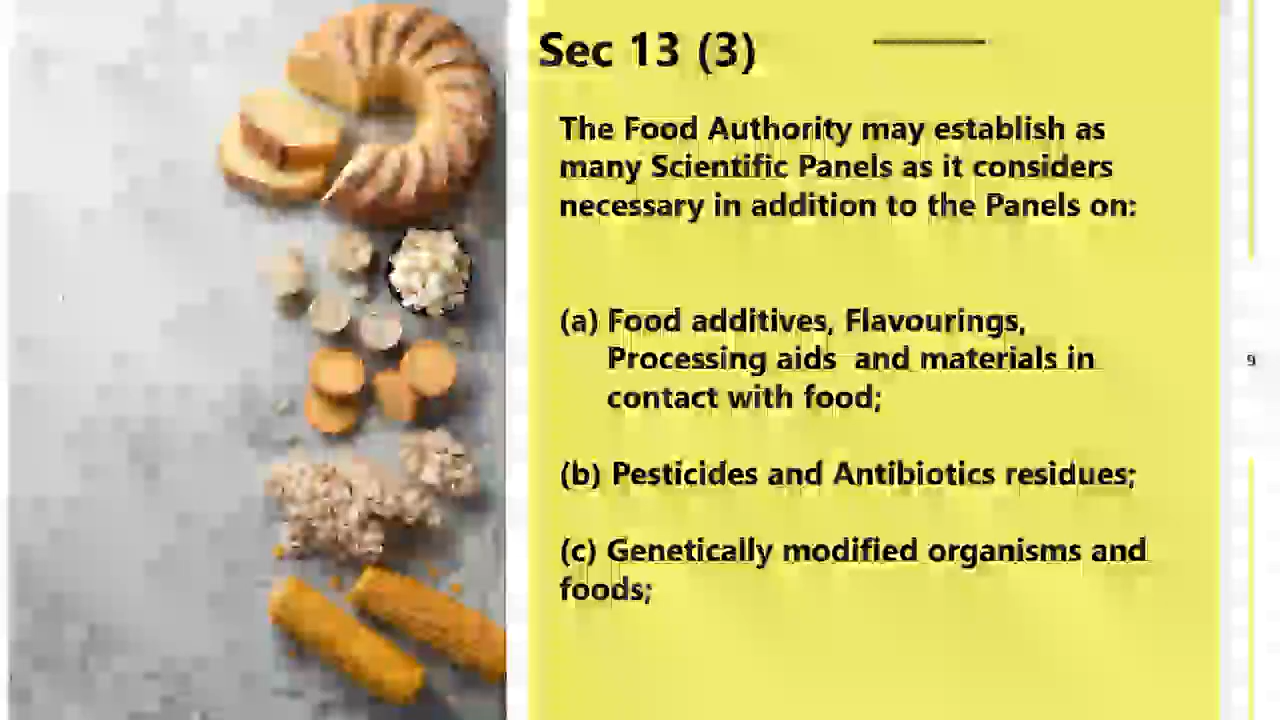 Sec 13 (3)
The Food Authority may establish as
many Scientific Panels as it considers
necessary in addition to the Panels on:
(a) Food additives, Flavourings,
Processing aids and materials in
contact with food;
(b) Pesticides and Antibiotics residues;
(c) Genetically modified organisms and
foods;
9